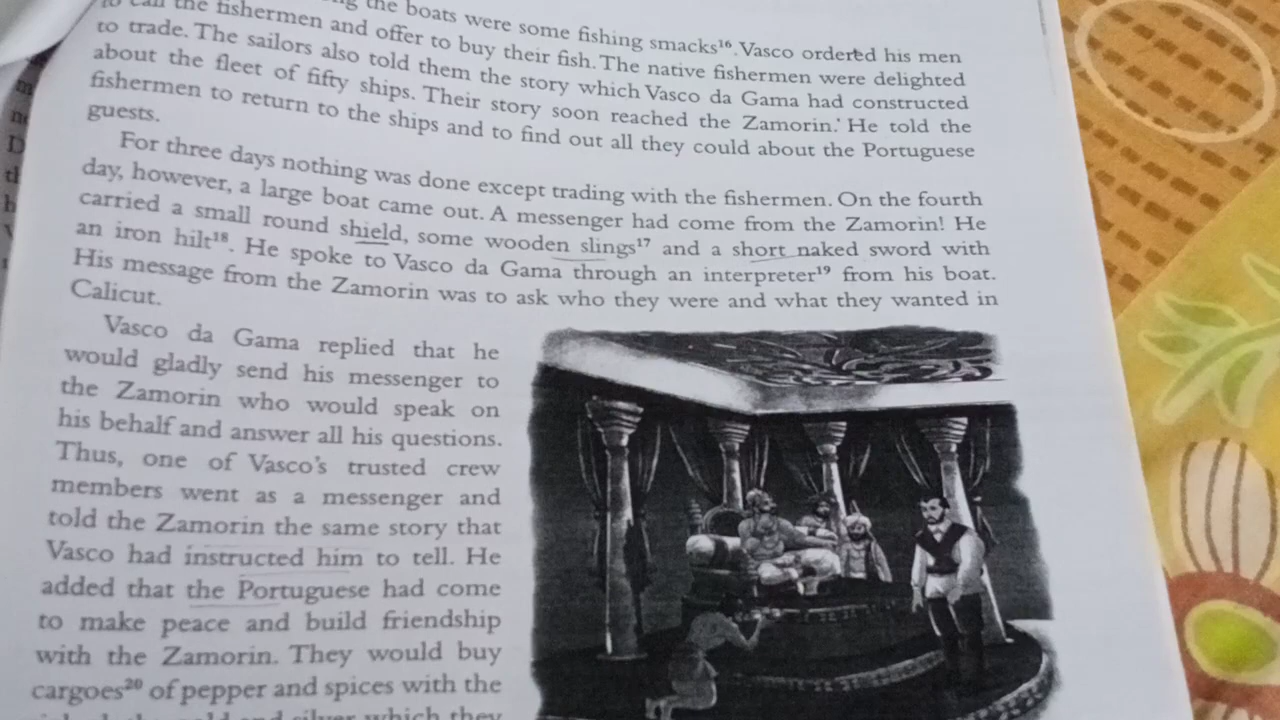 to call the fishermen the boats were some fishing smacks¹⁶. Vasco ordered his men
and offer to buy their fish. The native fishermen were delighted
to trade. The sailors also told them the story which Vasco da Gama had constructed
about the fleet of fifty ships. Their story soon reached the Zamorin. He told the
fishermen to return to the ships and to find out all they could about the Portuguese
guests.
For three days nothing was done except trading with the fishermen. On the fourth
day, however, a large boat came out. A messenger had come from the Zamorin! He
carried a small round shield, some wooden slings¹⁷ and a short naked sword with
an iron hilt¹⁸. He spoke to Vasco da Gama through an interpreter¹⁹ from his boat.
His message from the Zamorin was to ask who they were and what they wanted in
Calicut.
Vasco da Gama replied that he
would gladly send his messenger to
the Zamorin who would speak on
his behalf and answer all his questions.
Thus, one of Vasco's trusted crew
members went as a messenger and
told the Zamorin the same story that
Vasco had instructed him to tell. He
added that the Portuguese had come
to make peace and build friendship
with the Zamorin. They would buy
cargoes²⁰ of pepper and spices with the
and silver which they